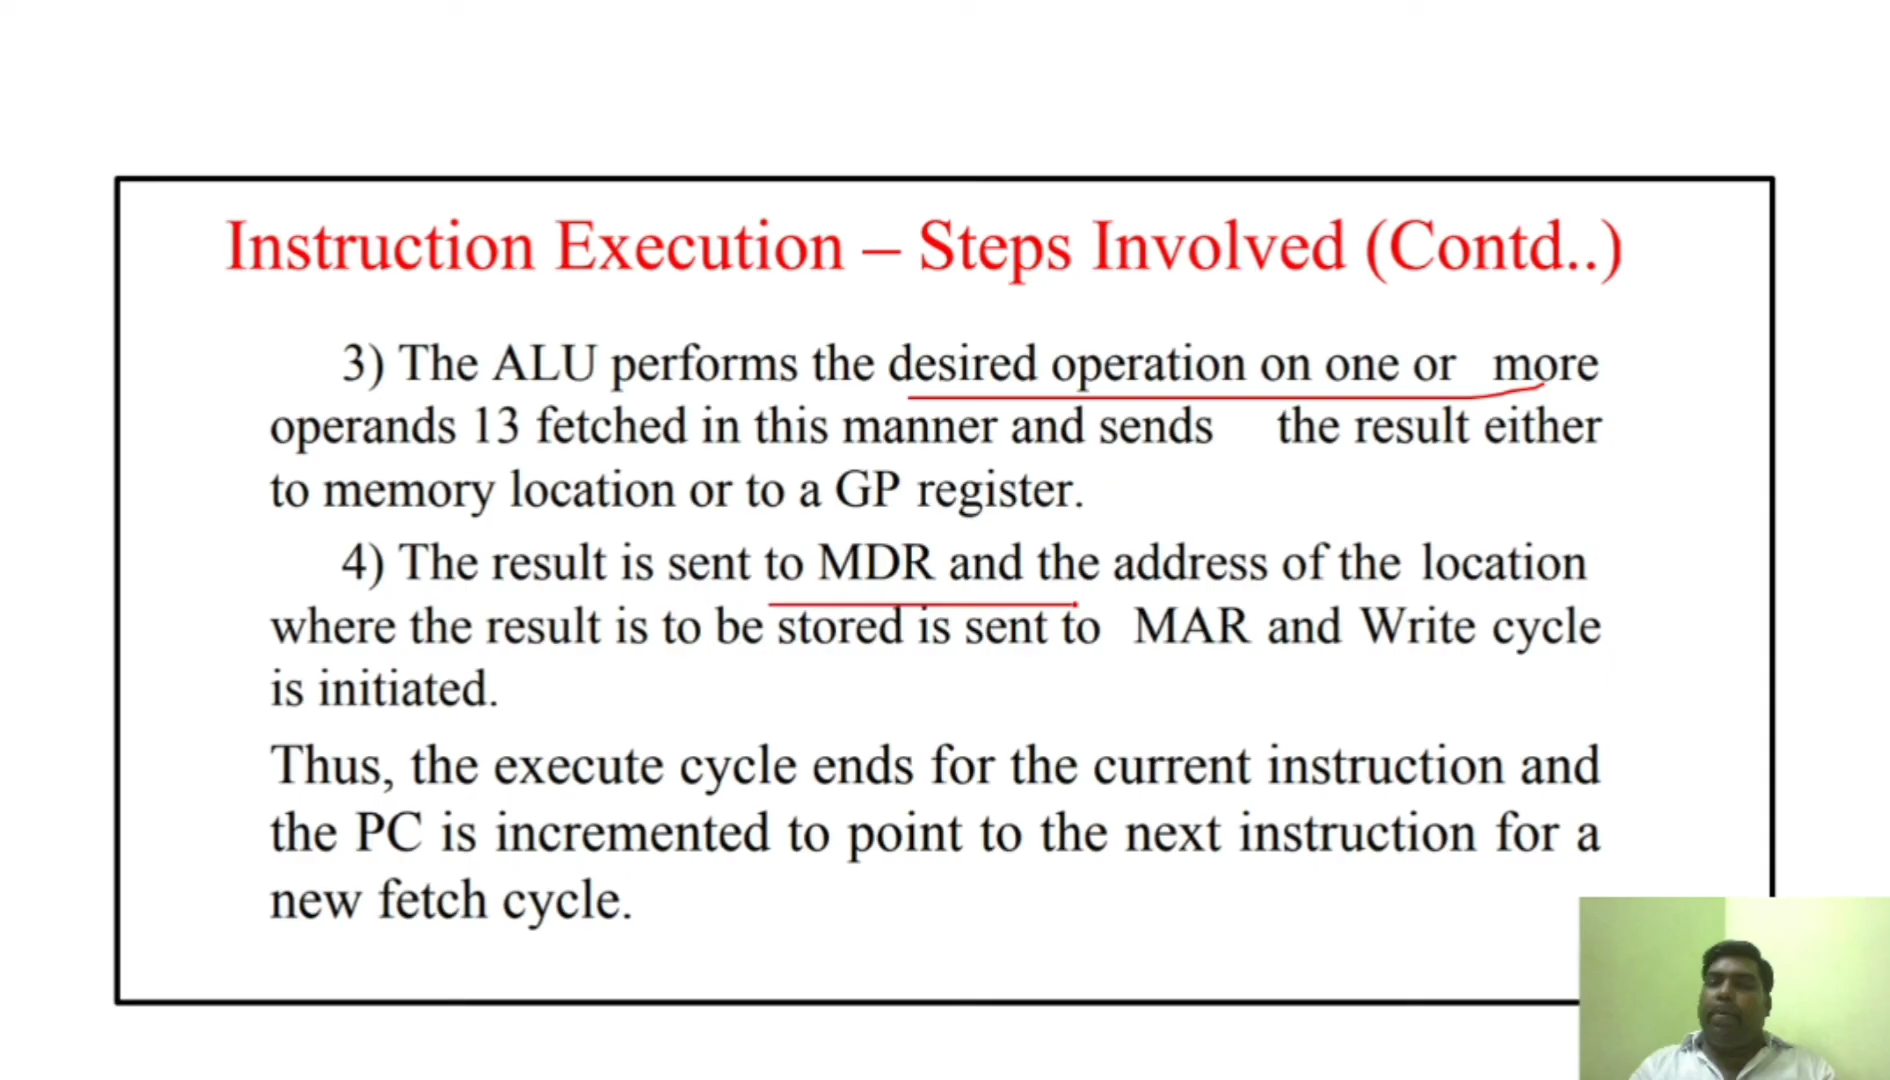 Instruction Execution – Steps Involved (Contd..)
3) The ALU performs the desired operation on one or more
operands 13 fetched in this manner and sends the result either
to memory location or to a GP register.
4) The result is sent to MDR and the address of the location
where the result is to be stored is sent to MAR and Write cycle
is initiated.
Thus, the execute cycle ends for the current instruction and
the PC is incremented to point to the next instruction for a
new fetch cycle.